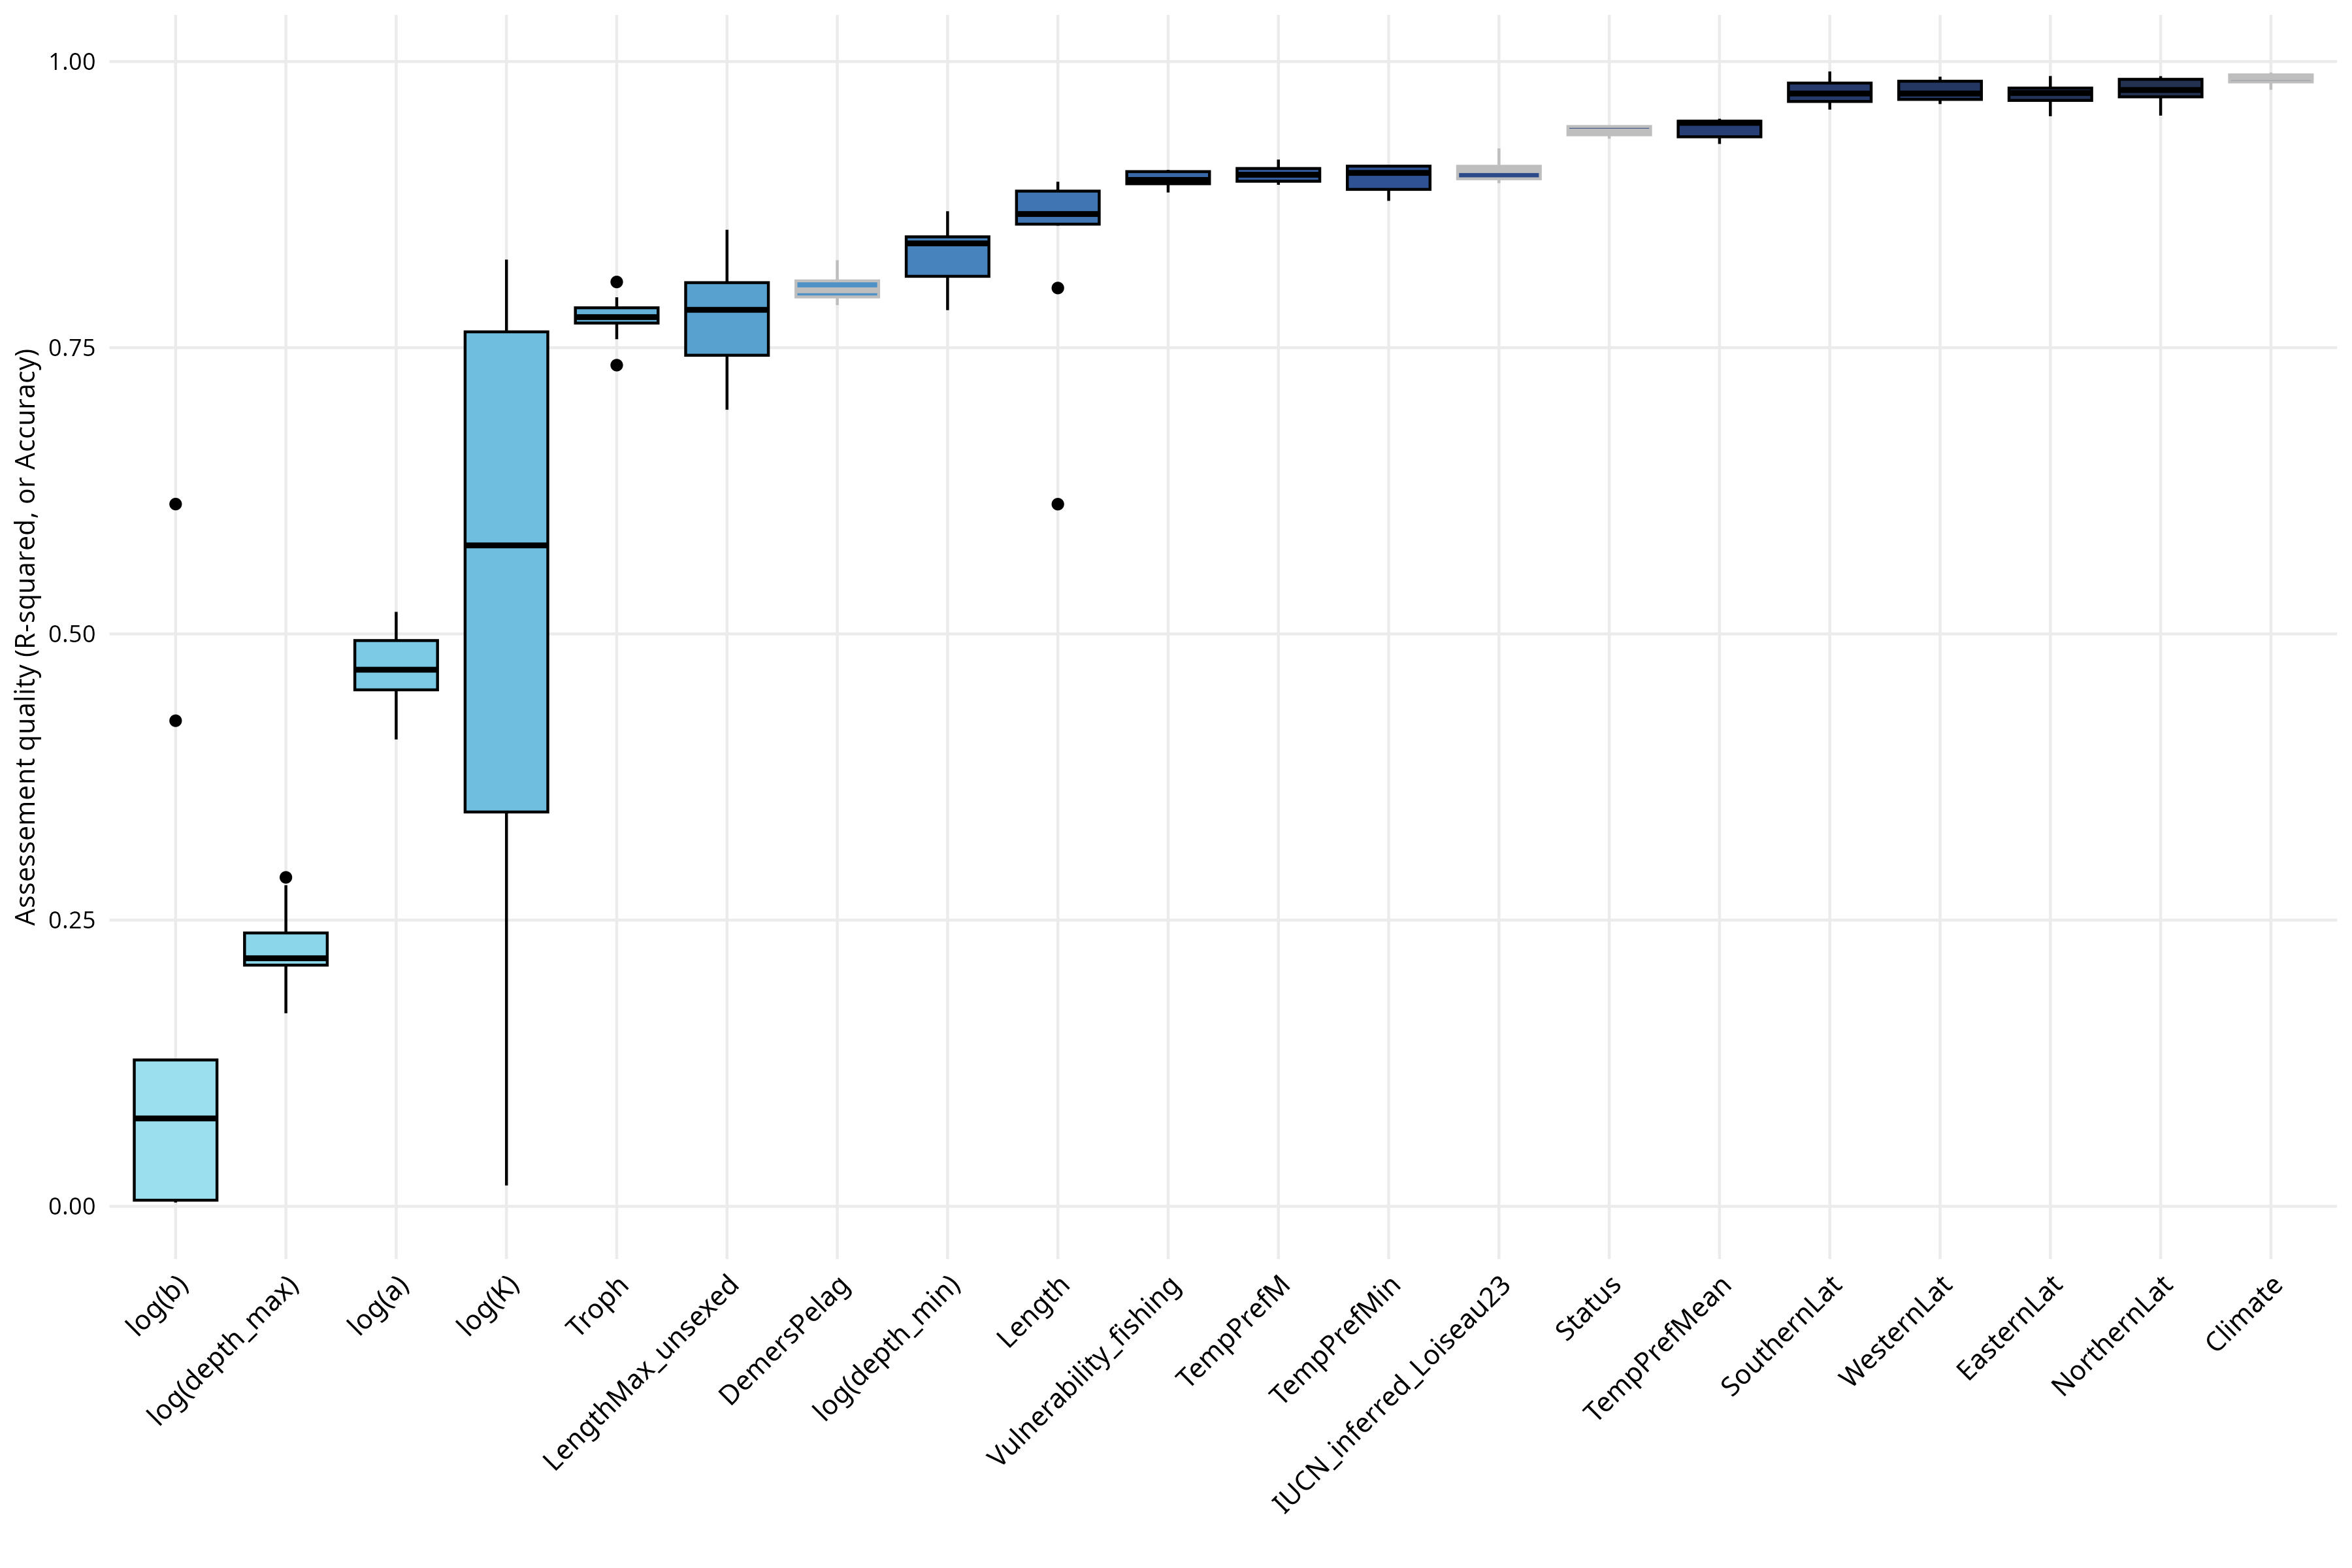 Assessement quality (R-squared, or Accuracy)
1.00
0.75
0.50
0.25
0.00
log(b)
log(depth_max)
log(a)
log(K)
Troph
LengthMax_unsexed
DemersPelag
log(depth_min)
Length
Vulnerability_fishing
TempPrefM
TempPrefMin
IUCN_inferred_Loiseau23
Status
TempPrefMean
SouthernLat
WesternLat
EasternLat
NorthernLat
Climate